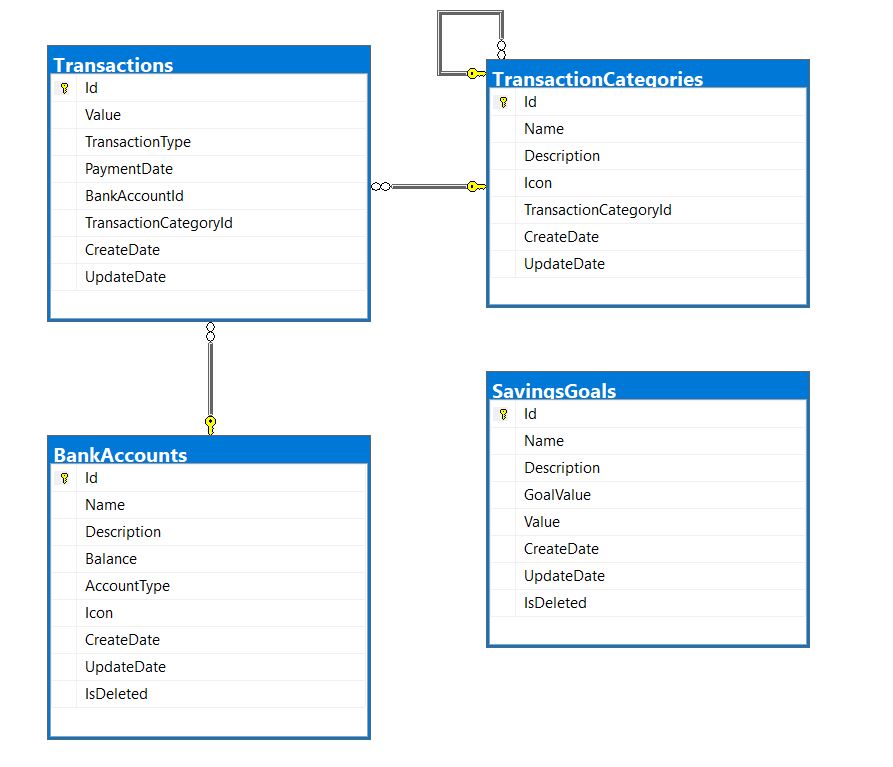 Transactions
Id
Value
TransactionType
PaymentDate
BankAccountId
TransactionCategoryId
CreateDate
UpdateDate
TransactionCategories
Id
Name
Description
Icon
TransactionCategoryId
CreateDate
UpdateDate
BankAccounts
Id
Name
Description
Balance
AccountType
Icon
CreateDate
UpdateDate
IsDeleted
SavingsGoals
Id
Name
Description
GoalValue
Value
CreateDate
UpdateDate
IsDeleted